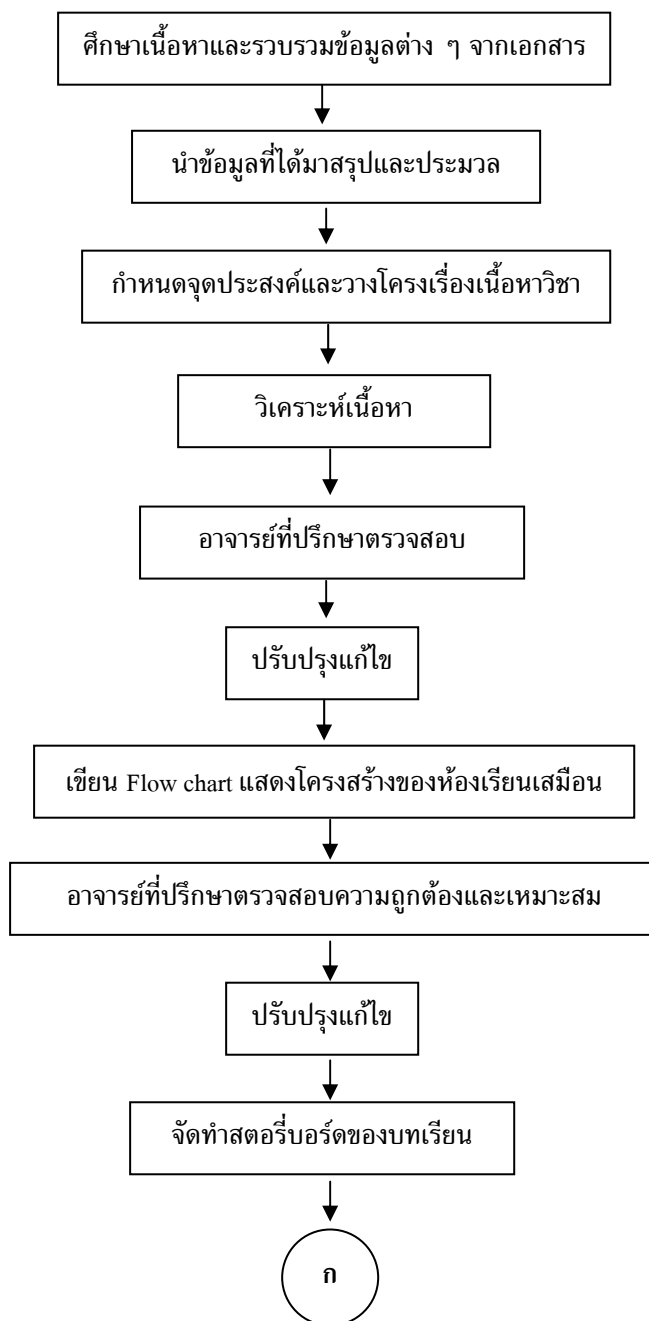 ศึกษาเนื้อหาและรวบรวมข้อมูลต่าง ๆ จากเอกสาร
นำข้อมูลที่ได้มาสรุปและประมวล
กำหนดจุดประสงค์และวางโครงเรื่องเนื้อหาวิชา
วิเคราะห์เนื้อหา
อาจารย์ที่ปรึกษาตรวจสอบ
ปรับปรุงแก้ไข
เขียน Flow chart แสดงโครงสร้างของห้องเรียนเสมือน
อาจารย์ที่ปรึกษาตรวจสอบความถูกต้องและเหมาะสม
ปรับปรุงแก้ไข
จัดทำสตอรี่บอร์ดของบทเรียน
ก